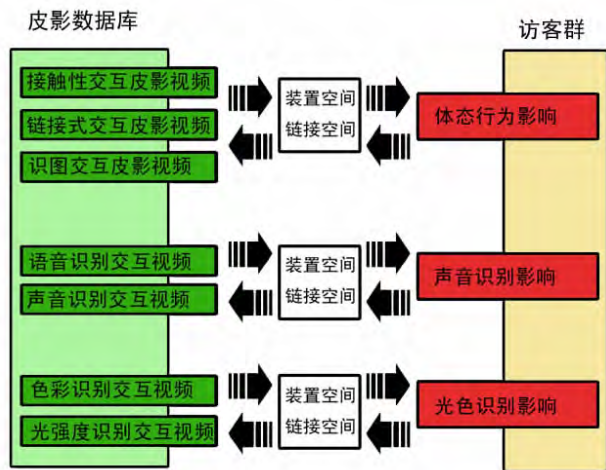 皮影数据库
访客群
接触性交互皮影视频
链接式交互皮影视频
识图交互皮影视频
装置空间
链接空间
体态行为影响
语音识别交互视频
声音识别交互视频
装置空间
链接空间
声音识别影响
色彩识别交互视频
光强度识别交互视频
装置空间
链接空间
光色识别影响